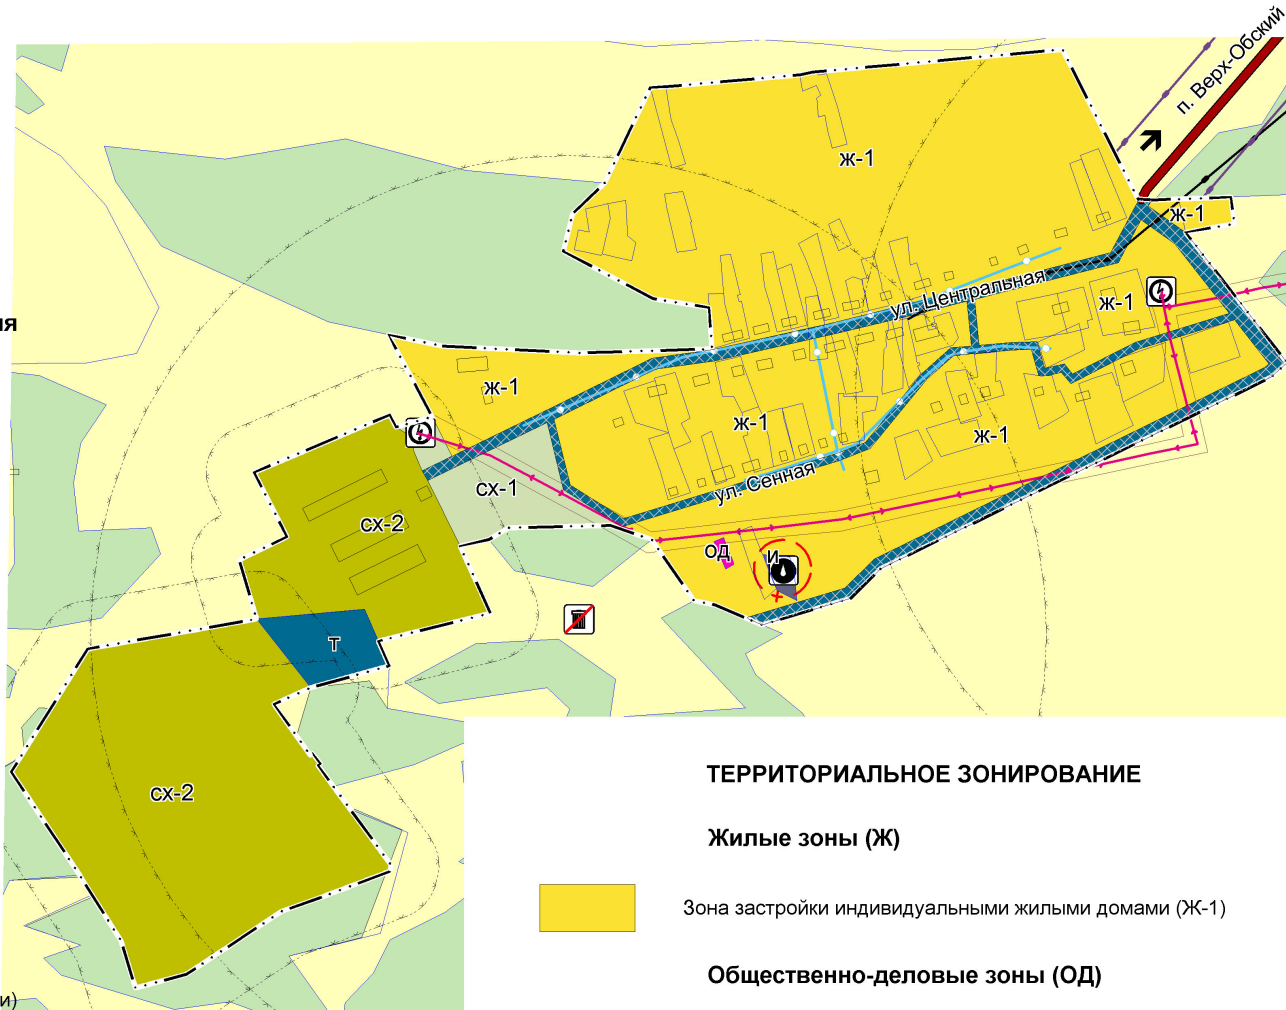 п. Верх-Обский
ж-1
ж-1
ул. Центральная
ж-1
ия
ж-1
ж-1
ж-1
ул. Сенная
сх-1
сх-2
од
и
т
сх-2
ТЕРРИТОРИАЛЬНОЕ ЗОНИРОВАНИЕ
Жилые зоны (Ж)
Зона застройки индивидуальными жилыми домами (Ж-1)
Общественно-деловые зоны (ОД)
и)